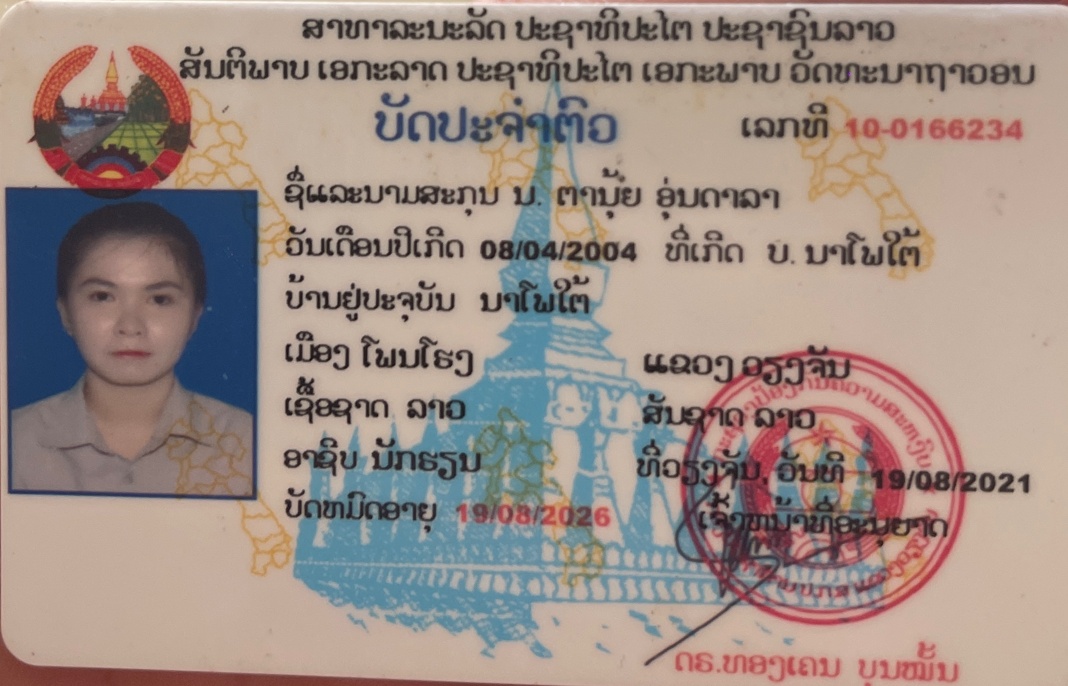 ສາທາລະນະລັດ ປະຊາທິປະໄຕ ປະຊາຊົນລາວ
ສັນຕິພາບ ເອກະລາດ ປະຊາທິປະໄຕ ເອກະພາບ ວັດທະນາຖາວອນ
ບັດປະຈຳຕົວ ເລກທີ 10-0166234
ຊື່ແລະນາມສະກຸນ ນ. ຕານຸ້ຍ ອຸ່ນດາລາ
ວັນເດືອນປີເກີດ 08/04/2004 ທີ່ເກີດ ບ. ນາໂພໃຕ້
ບ້ານຢູ່ປະຈຸບັນ ນາໂພໃຕ້
ເມືອງ ໂພນໂຮງ ແຂວງ ວຽງຈັນ
ເຊື້ອຊາດ ລາວ ສັນຊາດ ລາວ
ອາຊີບ ນັກຮຽນ ທີ່ວຽງຈັນ, ວັນທີ 19/08/2021
ບັດໝົດອາຍຸ 19/08/2026 ເຈົ້າໜ້າທີ່ອະນຸຍາດ
ດຣ.ທອງເຄນ ບຸນໝັ້ນ